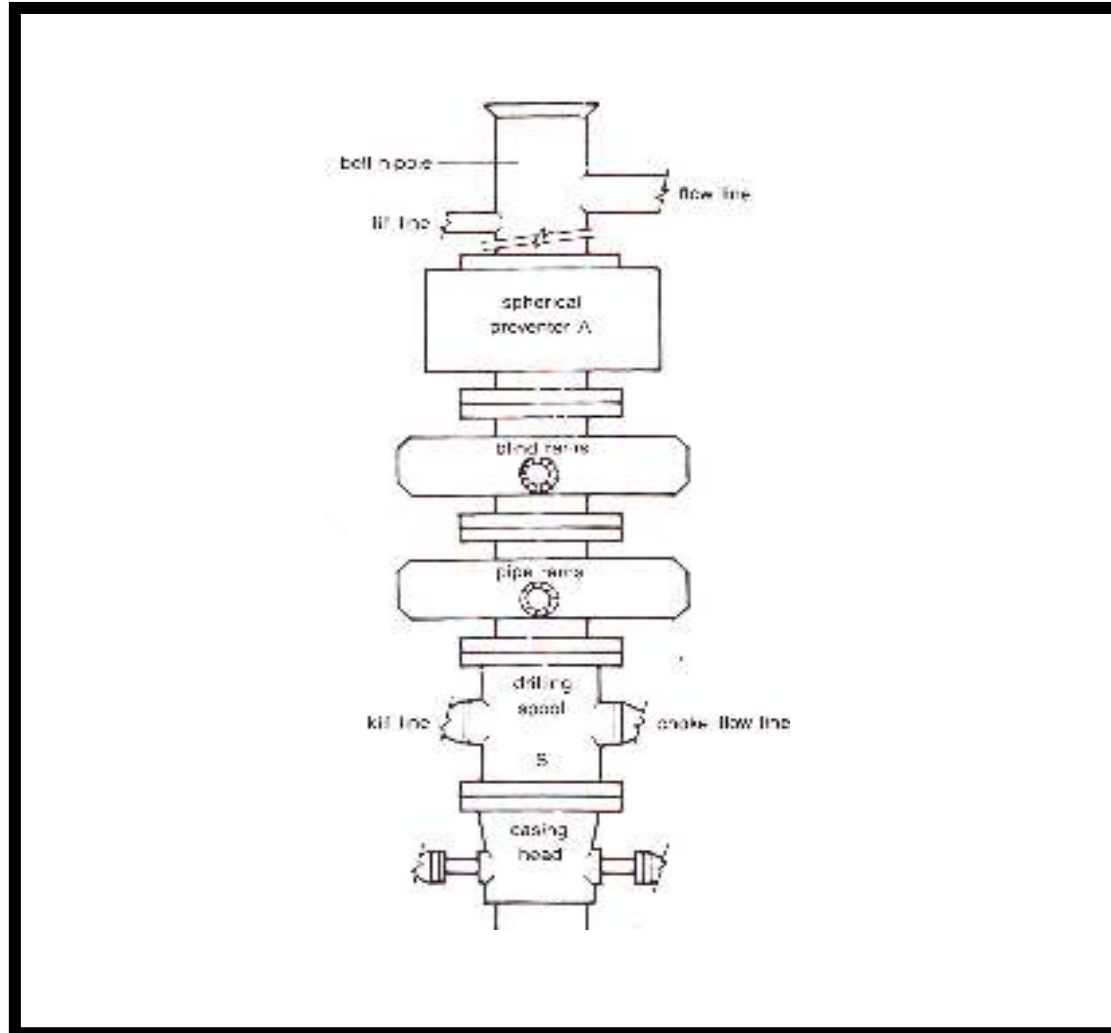 bell nipple
flow line
fill line
spherical
preventer A
blind rams
pipe rams
drilling
spool
kill line
choke flow line
S
casing
head